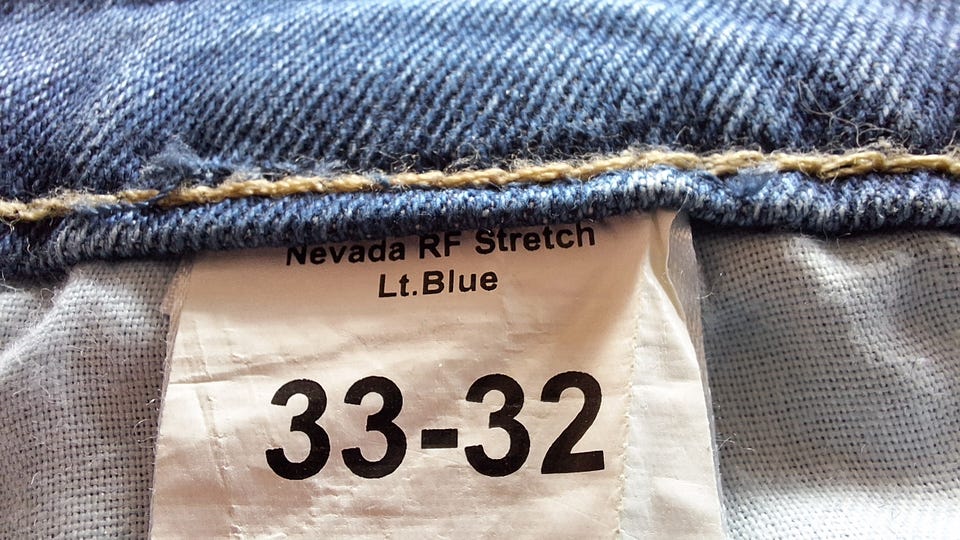 Nevada RF Stretch
Lt.Blue
33-32